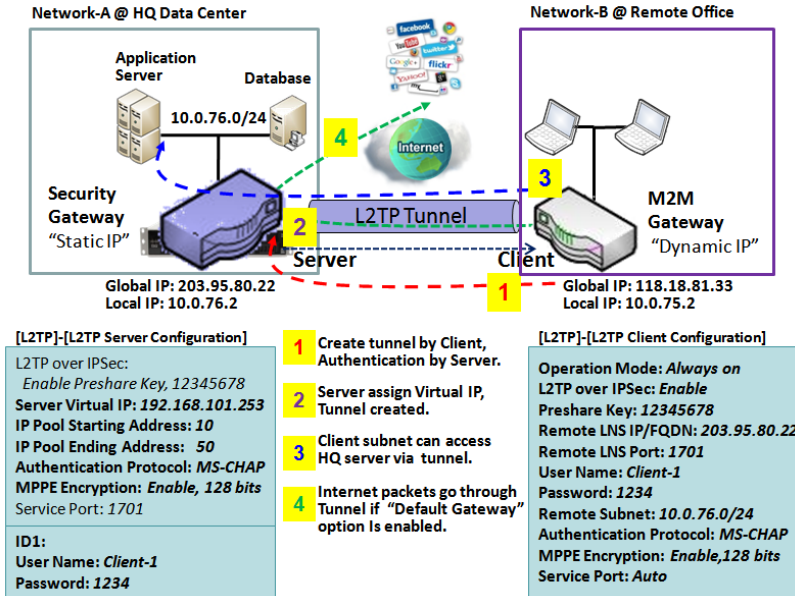 Network-A @ HQ Data Center
Network-B @ Remote Office
Application
Server
Database
10.0.76.0/24
facebook
YouTube
twitter
Google+
flickr
YAHOO!
my
4
Internet
3
Security
Gateway
"Static IP"
2
L2TP Tunnel
M2M
Gateway
"Dynamic IP"
Server
Client
1
Global IP: 203.95.80.22
Local IP: 10.0.76.2
Global IP: 118.18.81.33
Local IP: 10.0.75.2
[L2TP]-[L2TP Server Configuration]
L2TP over IPSec:
Enable Preshare Key, 12345678
Server Virtual IP: 192.168.101.253
IP Pool Starting Address: 10
IP Pool Ending Address: 50
Authentication Protocol: MS-CHAP
MPPE Encryption: Enable, 128 bits
Service Port: 1701
ID1:
User Name: Client-1
Password: 1234
1
Create tunnel by Client,
Authentication by Server.
2
Server assign Virtual IP,
Tunnel created.
3
Client subnet can access
HQ server via tunnel.
4
Internet packets go through
Tunnel if "Default Gateway"
option Is enabled.
[L2TP]-[L2TP Client Configuration]
Operation Mode: Always on
L2TP over IPSec: Enable
Preshare Key: 12345678
Remote LNS IP/FQDN: 203.95.80.22
Remote LNS Port: 1701
User Name: Client-1
Password: 1234
Remote Subnet: 10.0.76.0/24
Authentication Protocol: MS-CHAP
MPPE Encryption: Enable,128 bits
Service Port: Auto